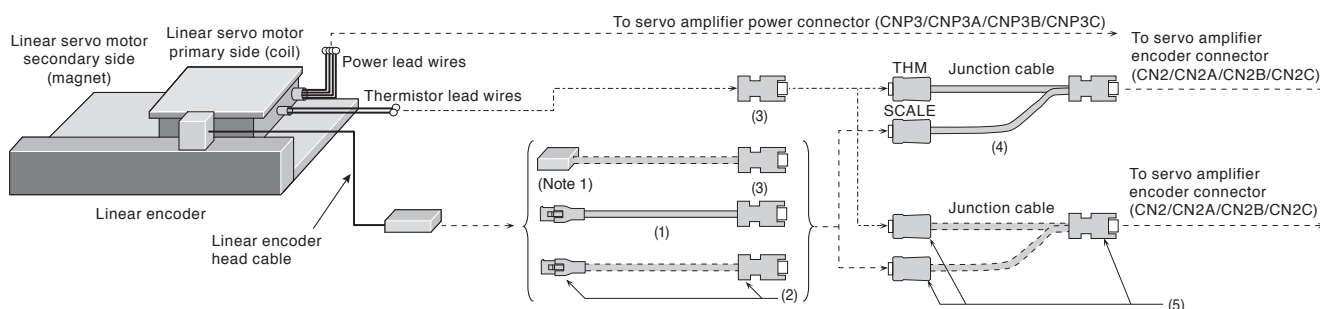 To servo amplifier power connector (CNP3/CNP3A/CNP3B/CNP3C)
Linear servo motor
secondary side
(magnet)
Linear servo motor
primary side (coil)
Power lead wires
Thermistor lead wires
To servo amplifier
encoder connector
(CN2/CN2A/CN2B/CN2C)
THM
Junction cable
(3)
SCALE
(4)
(Note 1)
(3)
Linear encoder
Linear encoder
head cable
(1)
(2)
To servo amplifier
encoder connector
(CN2/CN2A/CN2B/CN2C)
Junction cable
(5)